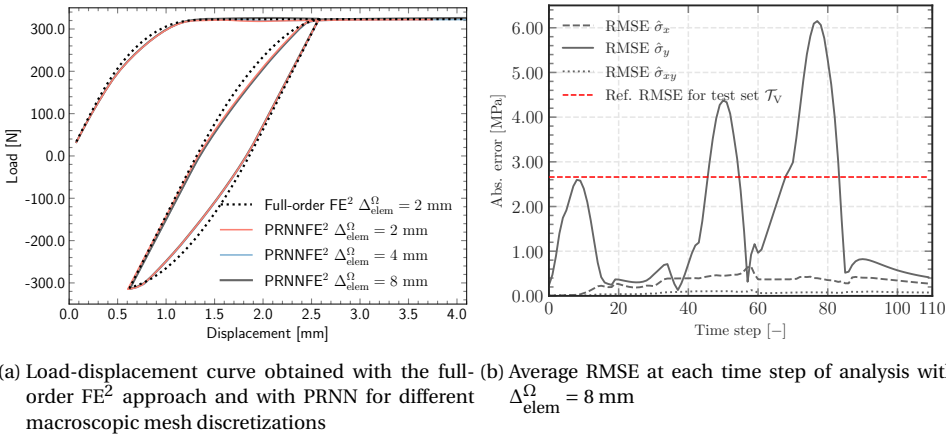 300.0
200.0
100.0
0.0
-100.0
-200.0
-300.0
Load [N]
Full-order FE² Δ^Ω_elem = 2 mm
PRNNFE² Δ^Ω_elem = 2 mm
PRNNFE² Δ^Ω_elem = 4 mm
PRNNFE² Δ^Ω_elem = 8 mm
0.0 0.5 1.0 1.5 2.0 2.5 3.0 3.5 4.0
Displacement [mm]
6.00
5.00
4.00
3.00
2.00
1.00
0.00
Abs. error [MPa]
RMSE σ̂x
RMSE σ̂y
RMSE σ̂xy
Ref. RMSE for test set 𝒯V
0 20 40 60 80 100 110
Time step [−]
(a) Load-displacement curve obtained with the full-
order FE² approach and with PRNN for different
macroscopic mesh discretizations
(b) Average RMSE at each time step of analysis with
Δ^Ω_elem = 8 mm